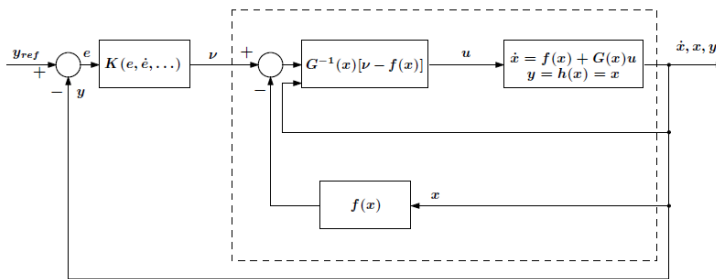 y_ref
+
−
e
y
K(e, ė, . . .)
ν
+
−
G⁻¹(x)[ν − f(x)]
u
ẋ = f(x) + G(x)u
y = h(x) = x
ẋ, x, y
f(x)
x